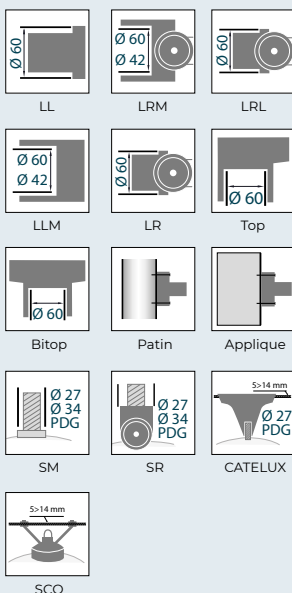 Ø 60
LL
Ø 60
Ø 42
LRM
Ø 60
LRL
Ø 60
Ø 42
LLM
Ø 60
LR
Ø 60
Top
Ø 60
Bitop
Patin
Applique
Ø 27
Ø 34
PDG
SM
Ø 27
Ø 34
PDG
SR
5>14 mm
Ø 27
PDG
CATELUX
5>14 mm
SCO